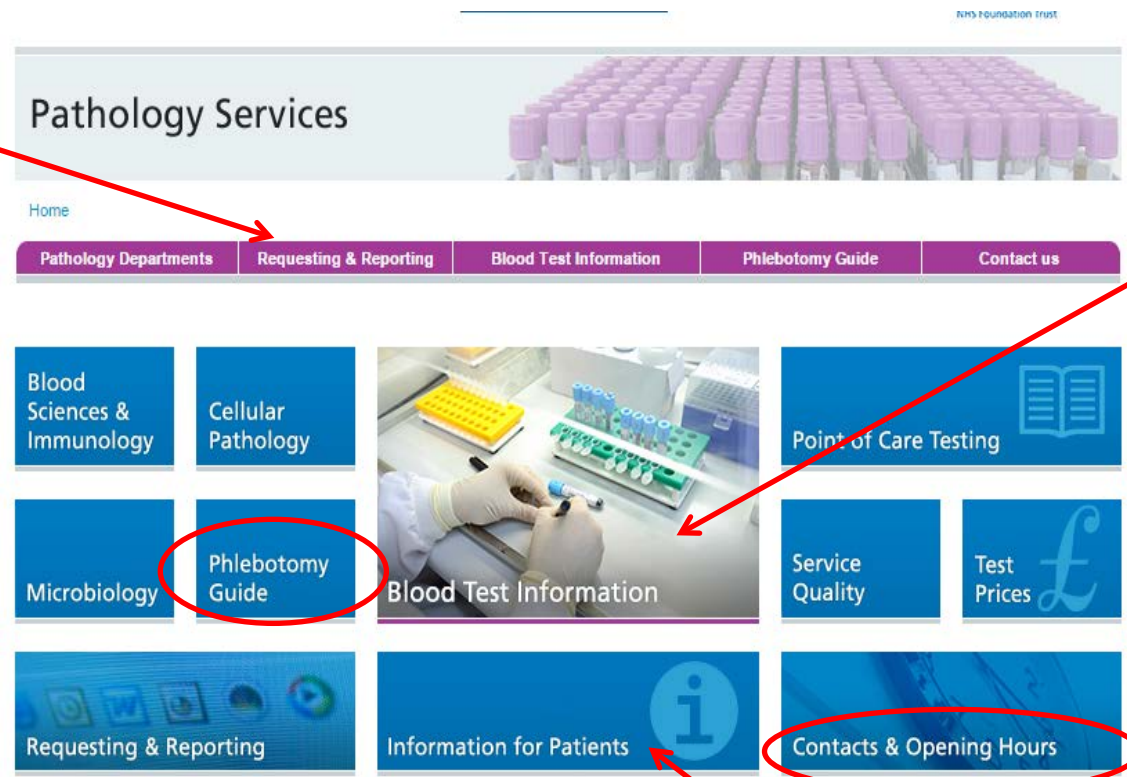 NHS Foundation Trust
Pathology Services
Home
Pathology Departments
Requesting & Reporting
Blood Test Information
Phlebotomy Guide
Contact us
Blood
Sciences &
Immunology
Cellular
Pathology
Blood Test Information
Point of Care Testing
Microbiology
Phlebotomy
Guide
Service
Quality
Test
Prices
£
Requesting & Reporting
Information for Patients
Contacts & Opening Hours